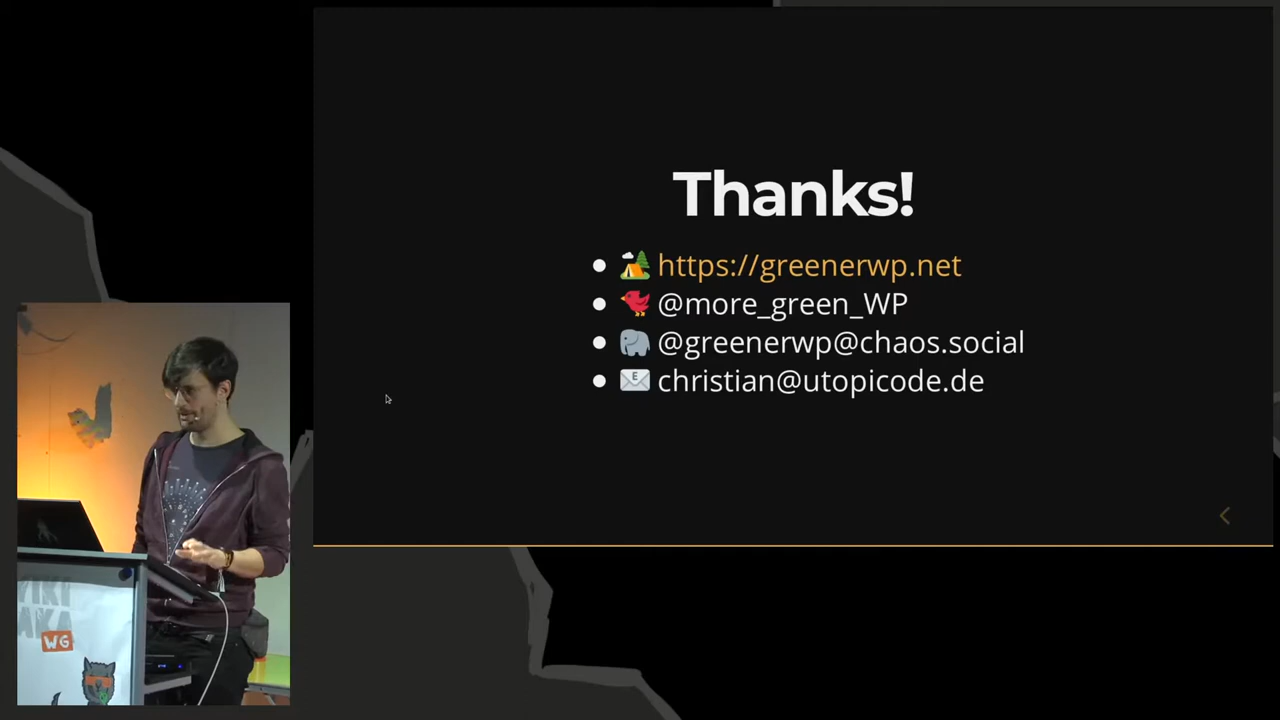 Thanks!
https://greenerwp.net
@more_green_WP
@greenerwp@chaos.social
E
christian@utopicode.de
WG